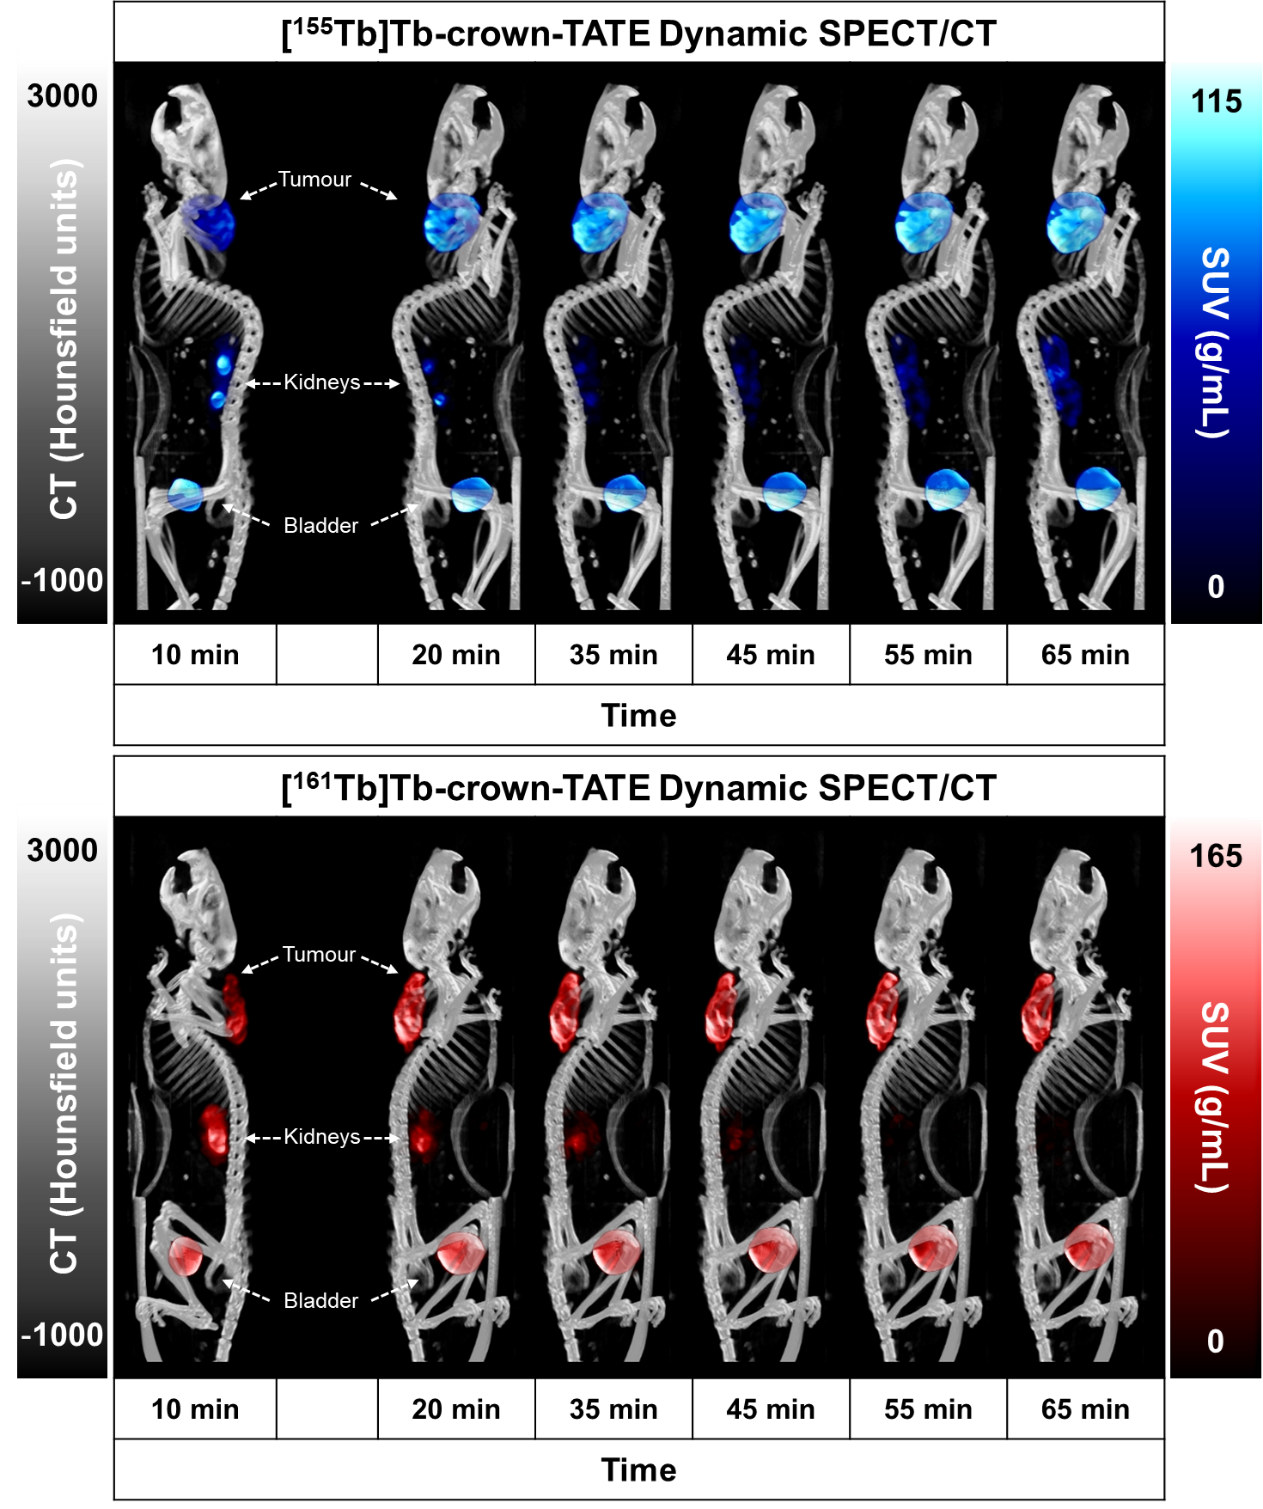 [¹⁵⁵Tb]Tb-crown-TATE Dynamic SPECT/CT
3000
CT (Hounsfield units)
-1000
Tumour
Kidneys
Bladder
115
SUV (g/mL)
0
10 min 20 min 35 min 45 min 55 min 65 min
Time
[¹⁶¹Tb]Tb-crown-TATE Dynamic SPECT/CT
3000
CT (Hounsfield units)
-1000
Tumour
Kidneys
Bladder
165
SUV (g/mL)
0
10 min 20 min 35 min 45 min 55 min 65 min
Time